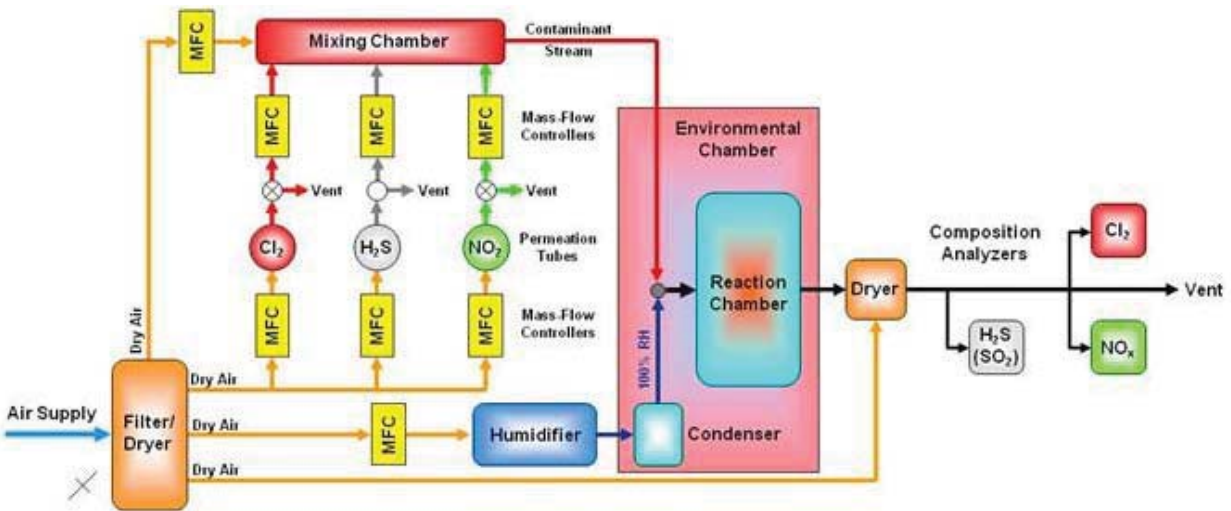 MFC
Mixing Chamber
Contaminant
Stream
MFC
MFC
MFC
Mass-Flow
Controllers
Environmental
Chamber
Vent
Vent
Vent
Cl₂
H₂S
NO₂
Permeation
Tubes
Composition
Analyzers
Cl₂
Reaction
Chamber
Dryer
Vent
MFC
MFC
MFC
Mass-Flow
Controllers
H₂S
(SO₂)
NOₓ
Dry Air
100% RH
Dry Air
Air Supply
Filter/
Dryer
Dry Air
MFC
Humidifier
Condenser
Dry Air